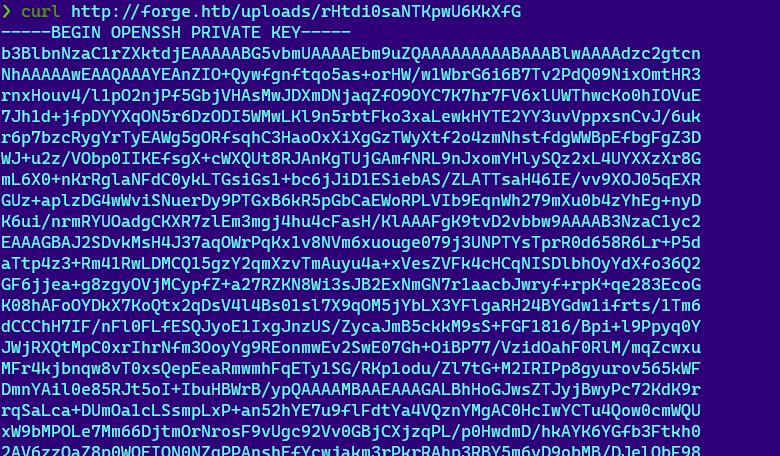 ❯ curl http://forge.htb/uploads/rHtdi0saNTKpwU6KkXfG
-----BEGIN OPENSSH PRIVATE KEY-----
b3BlbnNzaC1rZXktdjEAAAAABG5vbmUAAAAEbm9uZQAAAAAAAAABAAABlwAAAAdzc2gtcn
NhAAAAAwEAAQAAAYEAnZIO+Qywfgnftqo5as+orHW/w1WbrG6i6B7Tv2PdQ09NixOmtHR3
rnxHouv4/l1pO2njPf5GbjVHAsMwJDXmDNjaqZfO9OYC7K7hr7FV6xlUWThwcKo0hIOVuE
7Jh1d+jfpDYYXqON5r6DzODI5WMwLKl9n5rbtFko3xaLewkHYTE2YY3uvVppxsnCvJ/6uk
r6p7bzcRygYrTyEAWg5gORfsqhC3HaoOxXiXgGzTWyXtf2o4zmNhstfdgWWBpEfbgFgZ3D
WJ+u2z/VObp0IIKEfsgX+cWXQUt8RJAnKgTUjGAmfNRL9nJxomYHlySQz2xL4UYXXzXr8G
mL6X0+nKrRglaNFdC0ykLTGsiGs1+bc6jJiD1ESiebAS/ZLATTsaH46IE/vv9XOJ05qEXR
GUz+aplzDG4wWviSNuerDy9PTGxB6kR5pGbCaEWoRPLVIb9EqnWh279mXu0b4zYhEg+nyD
K6ui/nrmRYUOadgCKXR7zlEm3mgj4hu4cFasH/KlAAAFgK9tvD2vbbw9AAAAB3NzaC1yc2
EAAAGBAJ2SDvkMsH4J37aqOWrPqKx1v8NVm6xuouge079j3UNPTYsTprR0d658R6Lr+P5d
aTtp4z3+Rm41RwLDMCQ15gzY2qmXzvTmAuyu4a+xVesZVFk4cHCqNISDlbhOyYdXfo36Q2
GF6jjea+g8zgyOVjMCypfZ+a27RZKN8Wi3sJB2ExNmGN7r1aacbJwryf+rpK+qe283EcoG
K08hAFoOYDkX7KoQtx2qDsV4l4Bs01sl7X9qOM5jYbLX3YFlgaRH24BYGdw1ifrts/1Tm6
dCCChH7IF/nFl0FLfESQJyoE1IxgJnzUS/ZycaJmB5ckkM9sS+FGF1816/Bpi+l9Ppyq0Y
JWjRXQtMpC0xrIhrNfm3OoyYg9REonmwEv2SwE07Gh+OiBP77/VzidOahF0RlM/mqZcwxu
MFr4kjbnqw8vT0xsQepEeaRmwmhFqETy1SG/RKp1odu/Zl7tG+M2IRIPp8gyurov565kWF
DmnYAil0e85RJt5oI+IbuHBWrB/ypQAAAAMBAAEAAAGALBhHoGJwsZTJyjBwyPc72KdK9r
rqSaLca+DUmOa1cLSsmpLxP+an52hYE7u9flFdtYa4VQznYMgAC0HcIwYCTu4Qow0cmWQU
xW9bMPOLe7Mm66DjtmOrNrosF9vUgc92Vv0GBjCXjzqPL/p0HwdmD/hkAYK6YGfb3Ftkh0